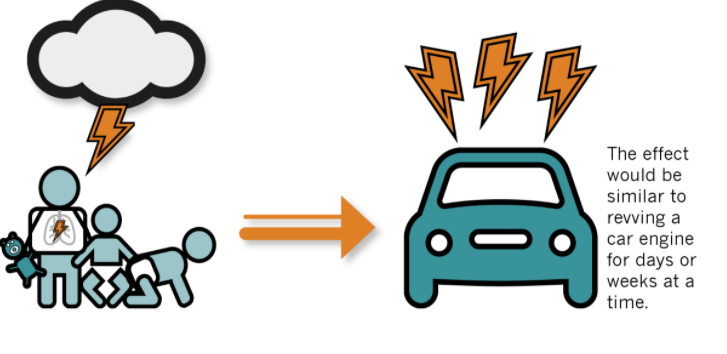 The effect
would be
similar to
revving a
car engine
for days or
weeks at a
time.